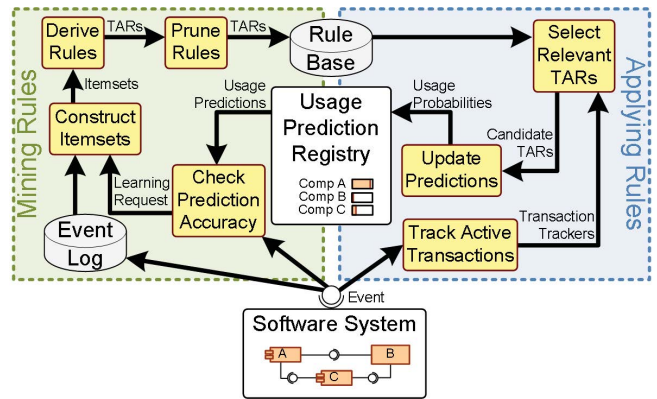 Mining Rules
Derive
Rules
TARs
Prune
Rules
TARs
Rule
Base
Select
Relevant
TARs
Applying Rules
Itemsets
Construct
Itemsets
Usage
Predictions
Usage
Prediction
Registry
Comp A
Comp B
Comp C
Usage
Probabilities
Candidate
TARs
Update
Predictions
Learning
Request
Check
Prediction
Accuracy
Event
Log
Track Active
Transactions
Transaction
Trackers
Event
Software System
A
B
C